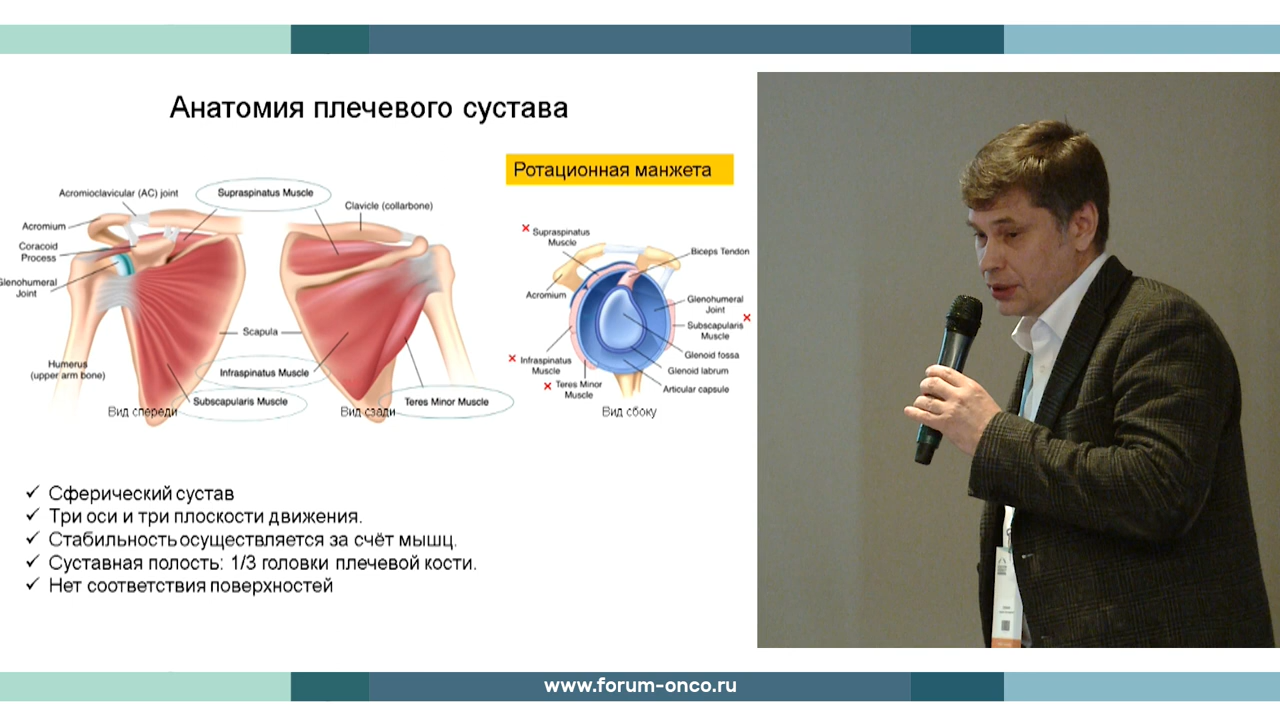 Анатомия плечевого сустава
Ротационная манжета
Acromioclavicular (AC) joint
Supraspinatus Muscle
Clavicle (collarbone)
Acromium
Coracoid
Process
Glenohumeral
Joint
Scapula
Humerus
(upper arm bone)
Infraspinatus Muscle
Subscapularis Muscle
Teres Minor Muscle
Вид спереди
Вид сзади
Supraspinatus
Muscle
Biceps Tendon
Acromium
Glenohumeral
Joint
Subscapularis
Muscle
Glenoid fossa
Infraspinatus
Muscle
Glenoid labrum
Teres Minor
Muscle
Articular capsule
Вид сбоку
✓ Сферический сустав
✓ Три оси и три плоскости движения.
✓ Стабильность осуществляется за счёт мышц.
✓ Суставная полость: 1/3 головки плечевой кости.
✓ Нет соответствия поверхностей
www.forum-onco.ru